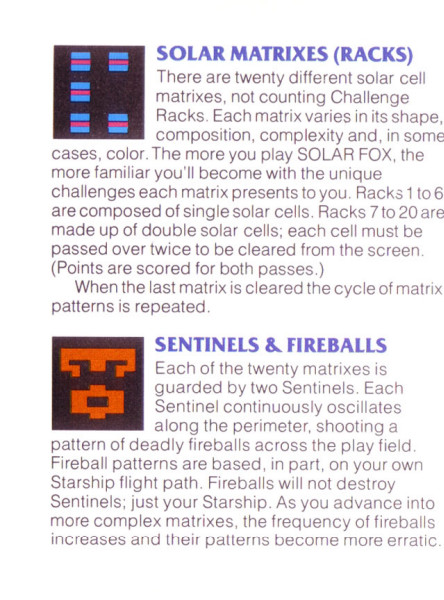 SOLAR MATRIXES (RACKS)
There are twenty different solar cell
matrixes, not counting Challenge
Racks. Each matrix varies in its shape,
composition, complexity and, in some
cases, color. The more you play SOLAR FOX, the
more familiar you'll become with the unique
challenges each matrix presents to you. Racks 1 to 6
are composed of single solar cells. Racks 7 to 20 are
made up of double solar cells; each cell must be
passed over twice to be cleared from the screen.
(Points are scored for both passes.)
When the last matrix is cleared the cycle of matrix
patterns is repeated.
SENTINELS & FIREBALLS
Each of the twenty matrixes is
guarded by two Sentinels. Each
Sentinel continuously oscillates
along the perimeter, shooting a
pattern of deadly fireballs across the play field.
Fireball patterns are based, in part, on your own
Starship flight path. Fireballs will not destroy
Sentinels; just your Starship. As you advance into
more complex matrixes, the frequency of fireballs
increases and their patterns become more erratic.